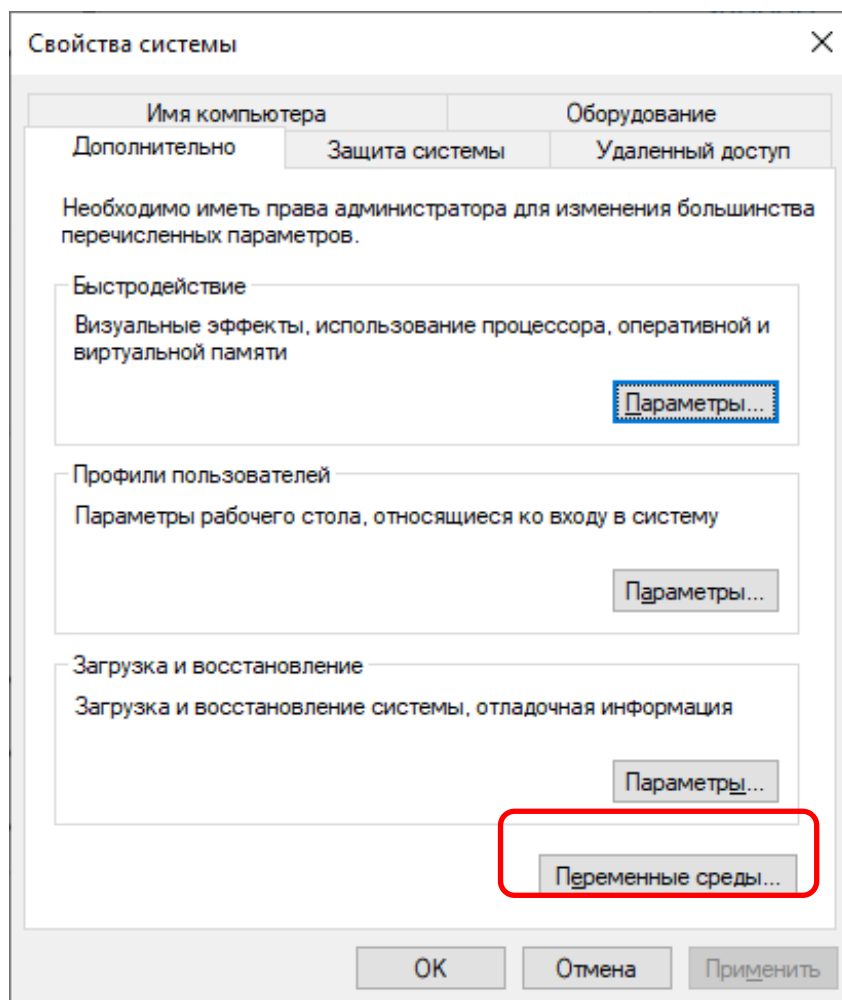 Свойства системы
Имя компьютера
Оборудование
Дополнительно
Защита системы
Удаленный доступ
Необходимо иметь права администратора для изменения большинства
перечисленных параметров.
Быстродействие
Визуальные эффекты, использование процессора, оперативной и
виртуальной памяти
Параметры...
Профили пользователей
Параметры рабочего стола, относящиеся ко входу в систему
Параметры...
Загрузка и восстановление
Загрузка и восстановление системы, отладочная информация
Параметры...
Переменные среды...
ОК
Отмена
Применить